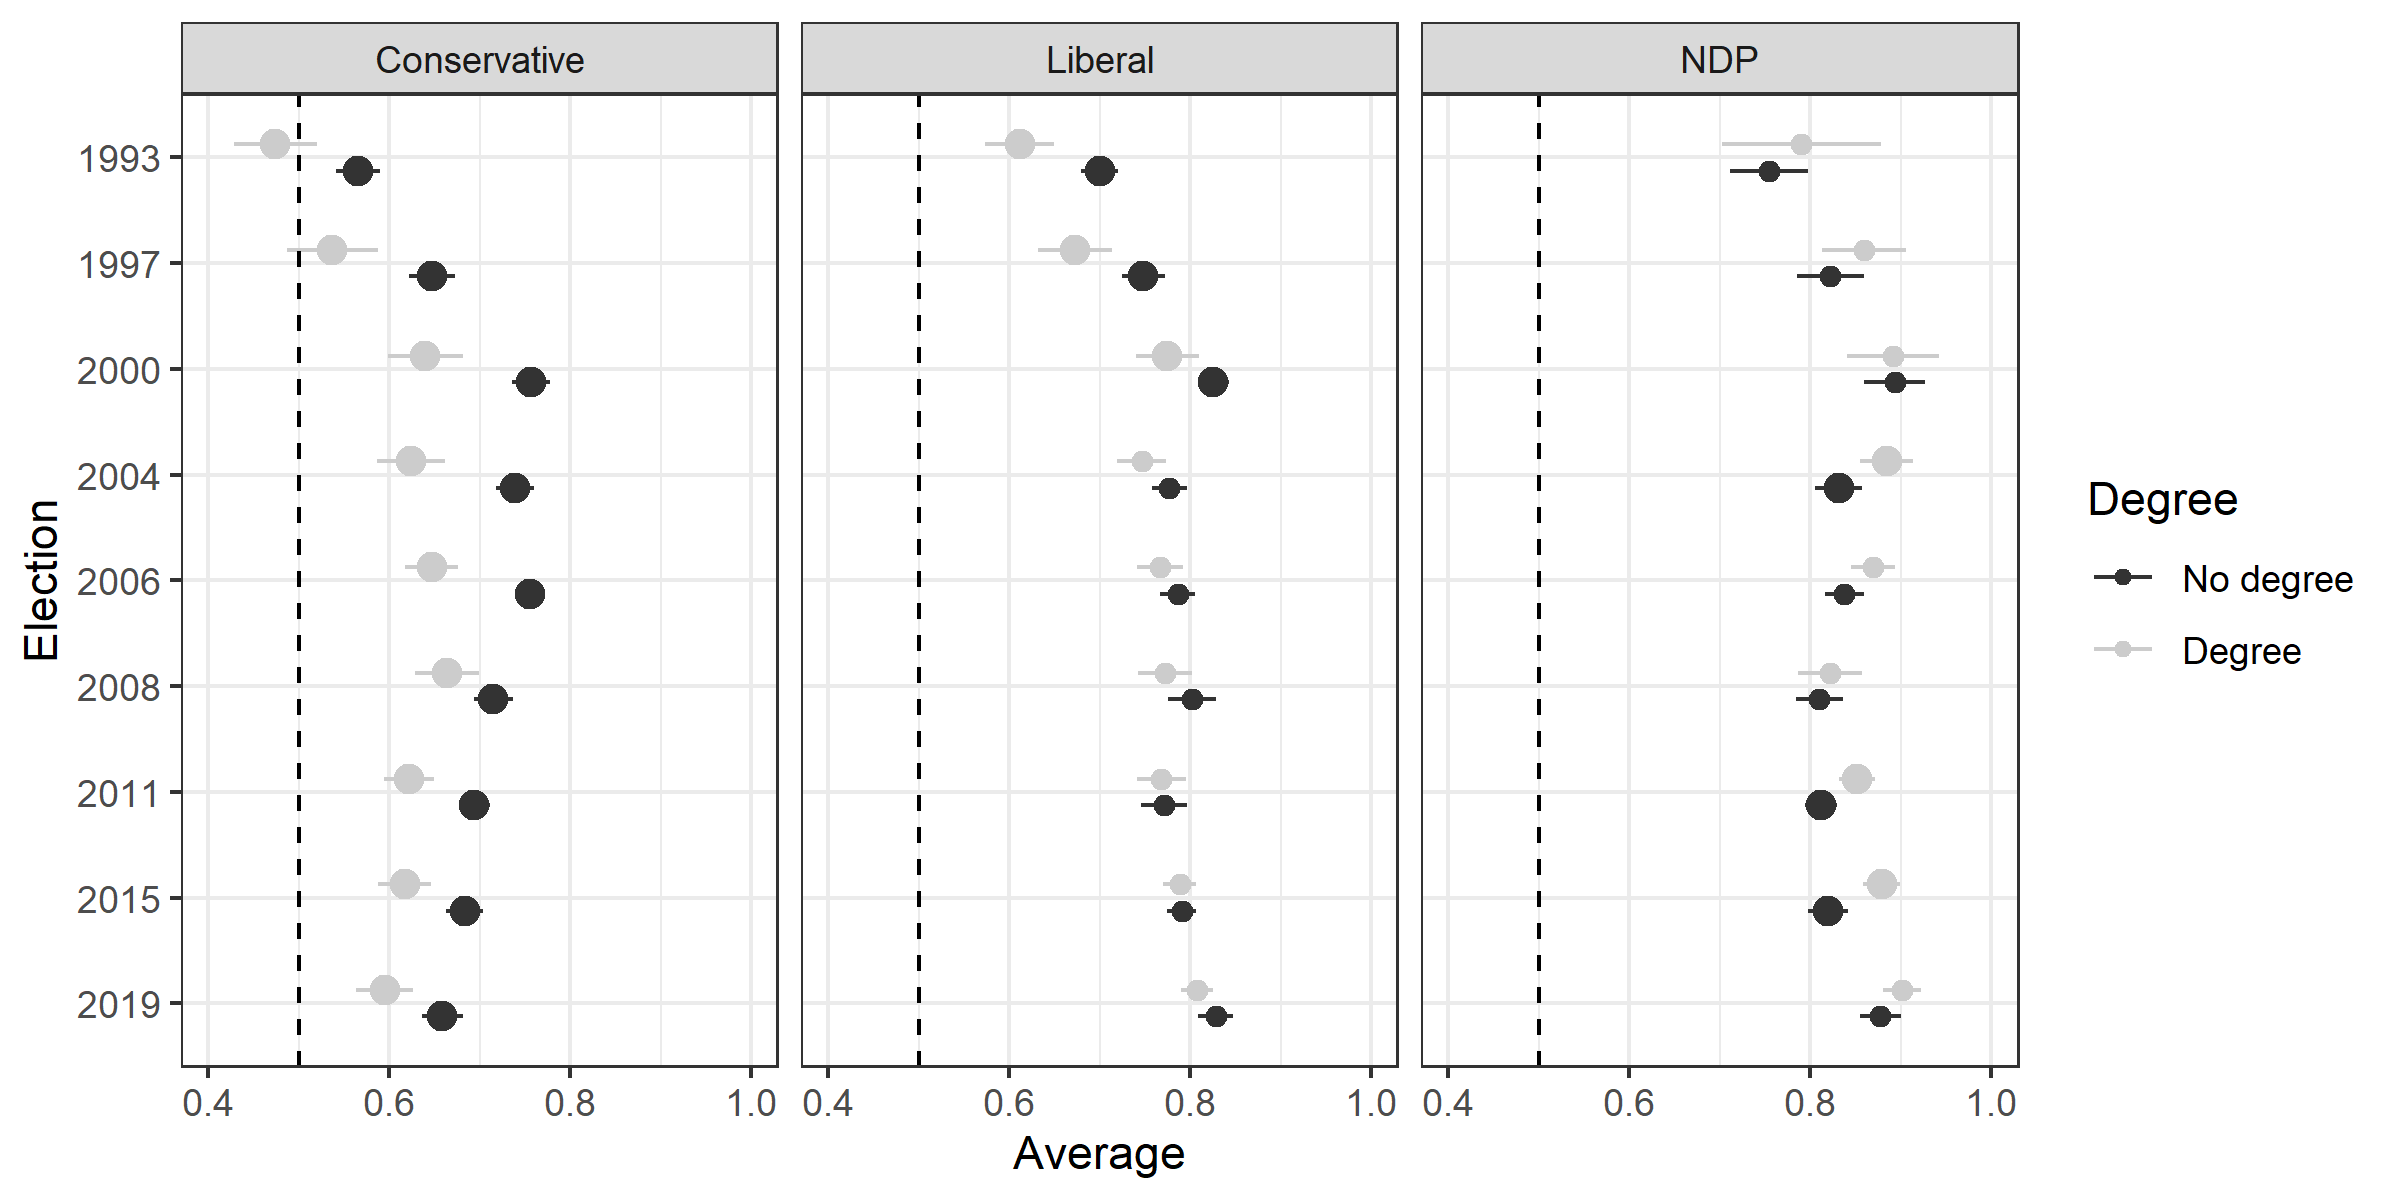 Conservative Liberal NDP
1993
1997
2000
2004
2006
2008
2011
2015
2019
Election
0.4 0.6 0.8 1.0 0.4 0.6 0.8 1.0 0.4 0.6 0.8 1.0
Average
Degree
No degree
Degree